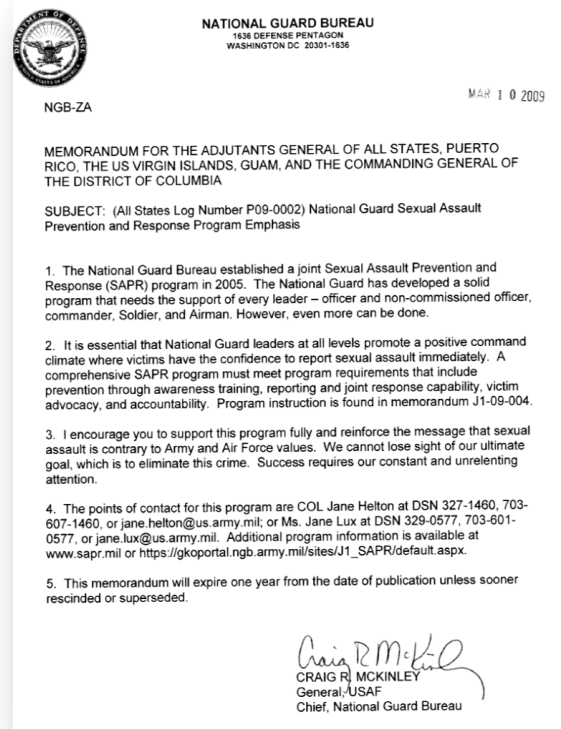 DEPARTMENT OF DEFENSE
UNITED STATES OF AMERICA
NATIONAL GUARD BUREAU
1636 DEFENSE PENTAGON
WASHINGTON DC 20301-1636
MAR 10 2009
NGB-ZA
MEMORANDUM FOR THE ADJUTANTS GENERAL OF ALL STATES, PUERTO
RICO, THE US VIRGIN ISLANDS, GUAM, AND THE COMMANDING GENERAL OF
THE DISTRICT OF COLUMBIA
SUBJECT: (All States Log Number P09-0002) National Guard Sexual Assault
Prevention and Response Program Emphasis
1. The National Guard Bureau established a joint Sexual Assault Prevention and
Response (SAPR) program in 2005. The National Guard has developed a solid
program that needs the support of every leader – officer and non-commissioned officer,
commander, Soldier, and Airman. However, even more can be done.
2. It is essential that National Guard leaders at all levels promote a positive command
climate where victims have the confidence to report sexual assault immediately. A
comprehensive SAPR program must meet program requirements that include
prevention through awareness training, reporting and joint response capability, victim
advocacy, and accountability. Program instruction is found in memorandum J1-09-004.
3. I encourage you to support this program fully and reinforce the message that sexual
assault is contrary to Army and Air Force values. We cannot lose sight of our ultimate
goal, which is to eliminate this crime. Success requires our constant and unrelenting
attention.
4. The points of contact for this program are COL Jane Helton at DSN 327-1460, 703-
607-1460, or jane.helton@us.army.mil; or Ms. Jane Lux at DSN 329-0577, 703-601-
0577, or jane.lux@us.army.mil. Additional program information is available at
www.sapr.mil or https://gkoportal.ngb.army.mil/sites/J1_SAPR/default.aspx.
5. This memorandum will expire one year from the date of publication unless sooner
rescinded or superseded.
Craig R McKinley
CRAIG R. MCKINLEY
General, USAF
Chief, National Guard Bureau